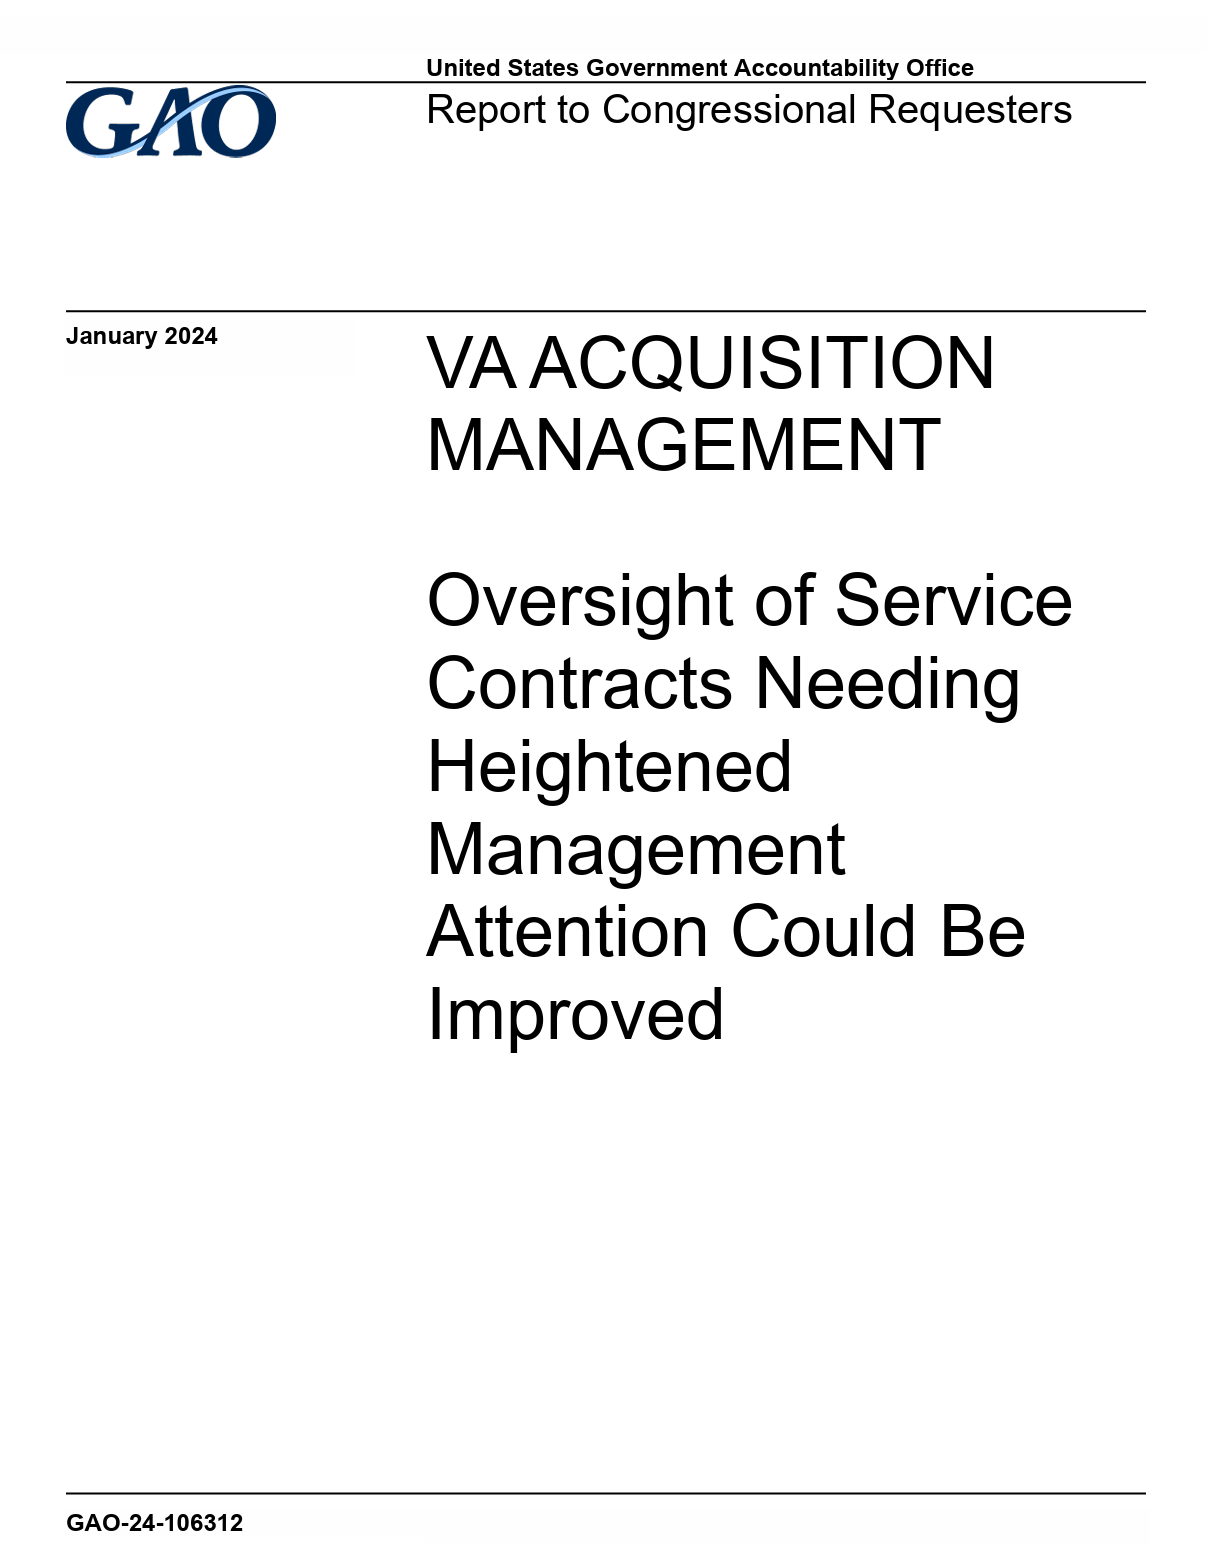 United States Government Accountability Office
GAO
Report to Congressional Requesters
January 2024
VA ACQUISITION
MANAGEMENT
Oversight of Service
Contracts Needing
Heightened
Management
Attention Could Be
Improved
GAO-24-106312